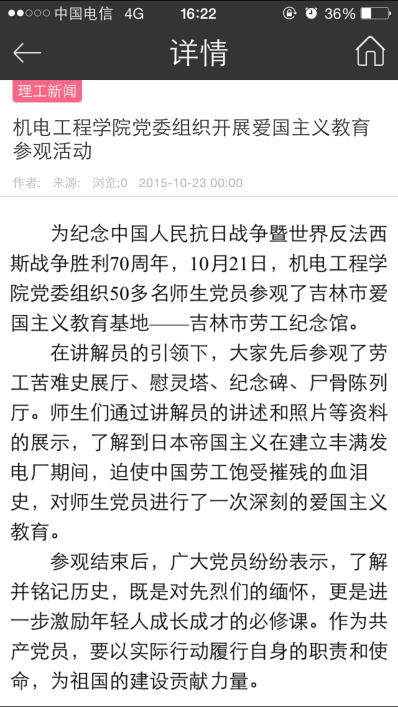 中国电信 4G 16:22 36%
详情
理工新闻
机电工程学院党委组织开展爱国主义教育
参观活动
作者: 来源: 浏览:0 2015-10-23 00:00
为纪念中国人民抗日战争暨世界反法西
斯战争胜利70周年，10月21日，机电工程学
院党委组织50多名师生党员参观了吉林市爱
国主义教育基地——吉林市劳工纪念馆。
在讲解员的引领下，大家先后参观了劳
工苦难史展厅、慰灵塔、纪念碑、尸骨陈列
厅。师生们通过讲解员的讲述和照片等资料
的展示，了解到日本帝国主义在建立丰满发
电厂期间，迫使中国劳工饱受摧残的血泪
史，对师生党员进行了一次深刻的爱国主义
教育。
参观结束后，广大党员纷纷表示，了解
并铭记历史，既是对先烈们的缅怀，更是进
一步激励年轻人成长成才的必修课。作为共
产党员，要以实际行动履行自身的职责和使
命，为祖国的建设贡献力量。